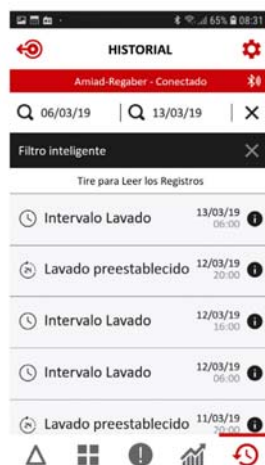 65% 08:31
HISTORIAL
Amiad-Regaber - Conectado
06/03/19 13/03/19
Filtro inteligente
Tire para Leer los Registros
Intervalo Lavado 13/03/19
06:00
24 Lavado preestablecido 12/03/19
20:00
Intervalo Lavado 12/03/19
16:00
Intervalo Lavado 12/03/19
06:00
24 Lavado preestablecido 11/03/19
20:00